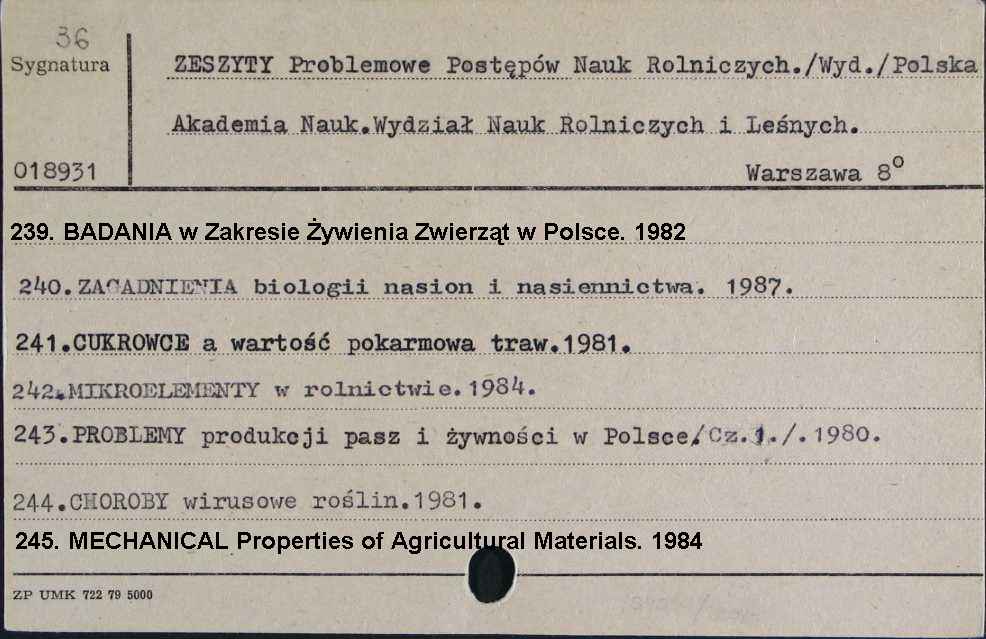 36
Sygnatura
ZESZYTY Problemowe Postępów Nauk Rolniczych./Wyd./Polska
Akademia Nauk.Wydział Nauk Rolniczych i Leśnych.
018931
Warszawa 8°
239. BADANIA w Zakresie Żywienia Zwierząt w Polsce. 1982
240.ZAGADNIENIA biologii nasion i nasiennictwa. 1987.
241.CUKROWCE a wartość pokarmowa traw.1981.
242.MIKROELEMENTY w rolnictwie.1984.
243.PROBLEMY produkcji pasz i żywności w Polsce/Cz.1./.1980.
244.CHOROBY wirusowe roślin.1981.
245. MECHANICAL Properties of Agricultural Materials. 1984
ZP UMK 722 79 5000